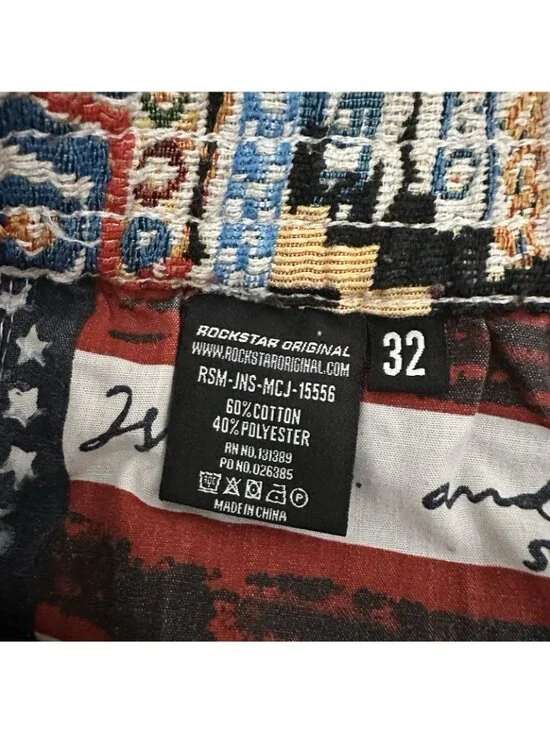 ROCKSTAR ORIGINAL
WWW.ROCKSTARORIGINAL.COM
RSM-JNS-MCJ-15556
60%COTTON
40%POLYESTER
RN NO.131389
PO NO.026385
MADE IN CHINA
32
and